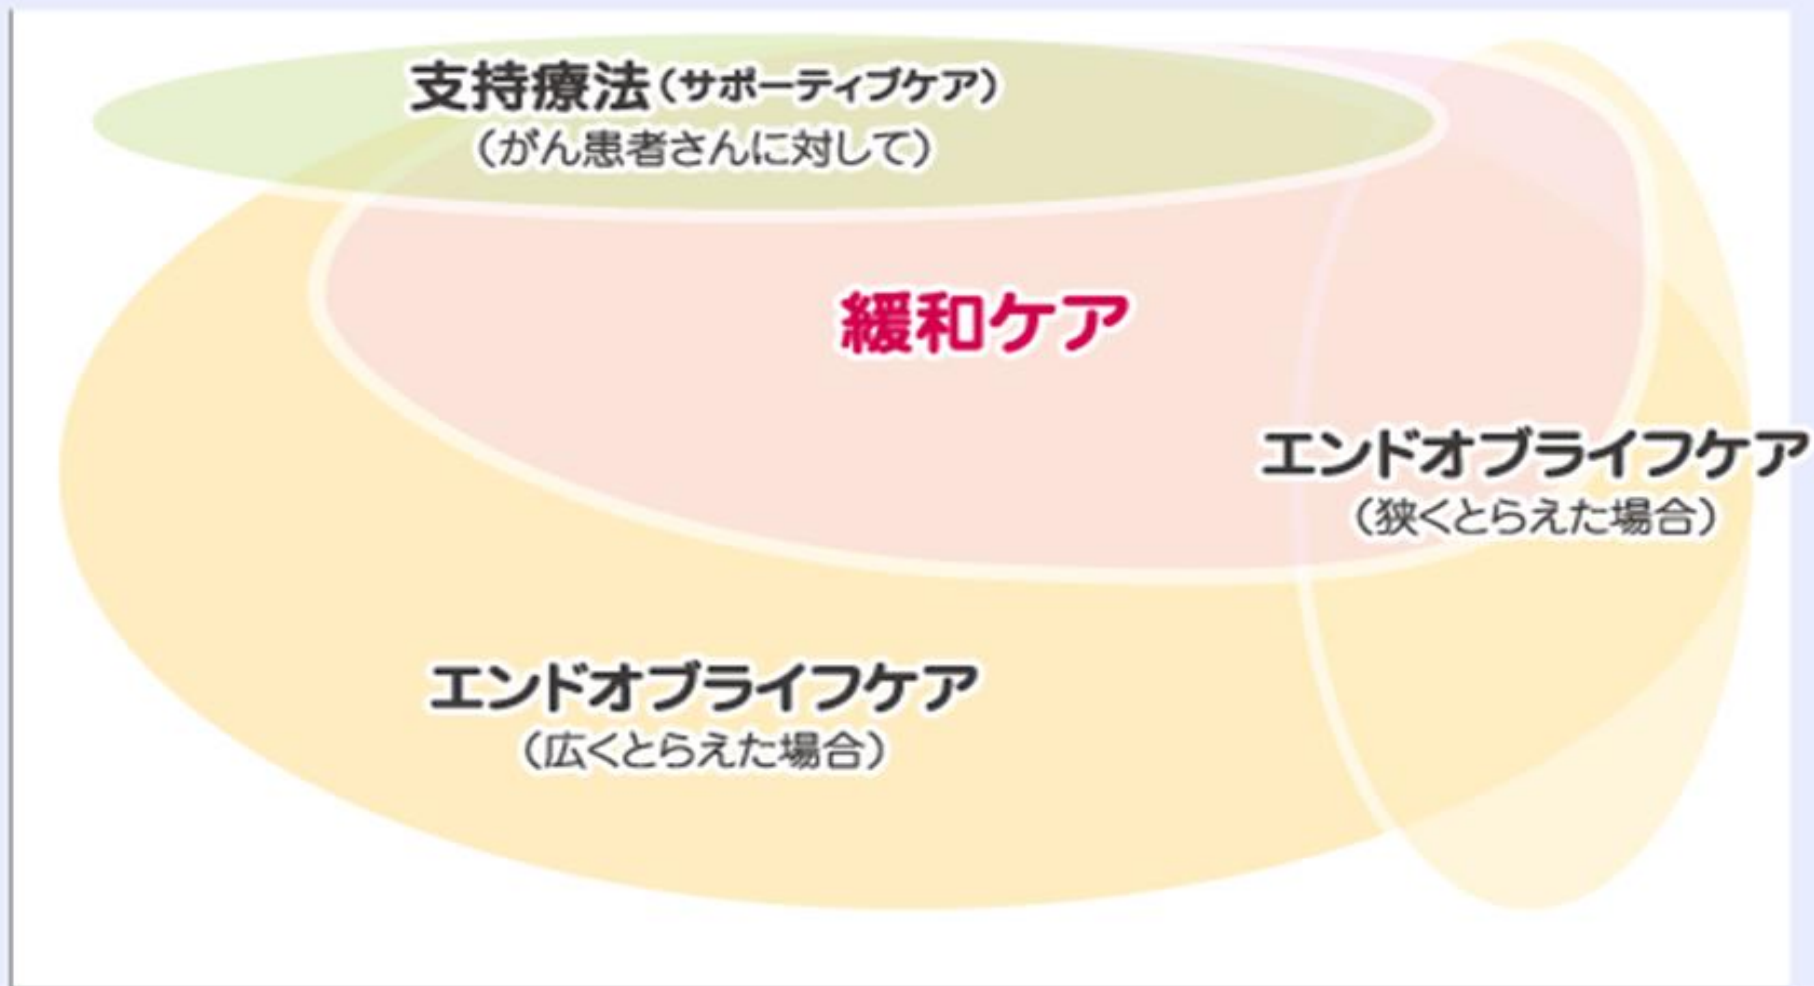 支持療法(サポーティブケア)
(がん患者さんに対して)
緩和ケア
エンドオブライフケア
(狭くとらえた場合)
エンドオブライフケア
(広くとらえた場合)